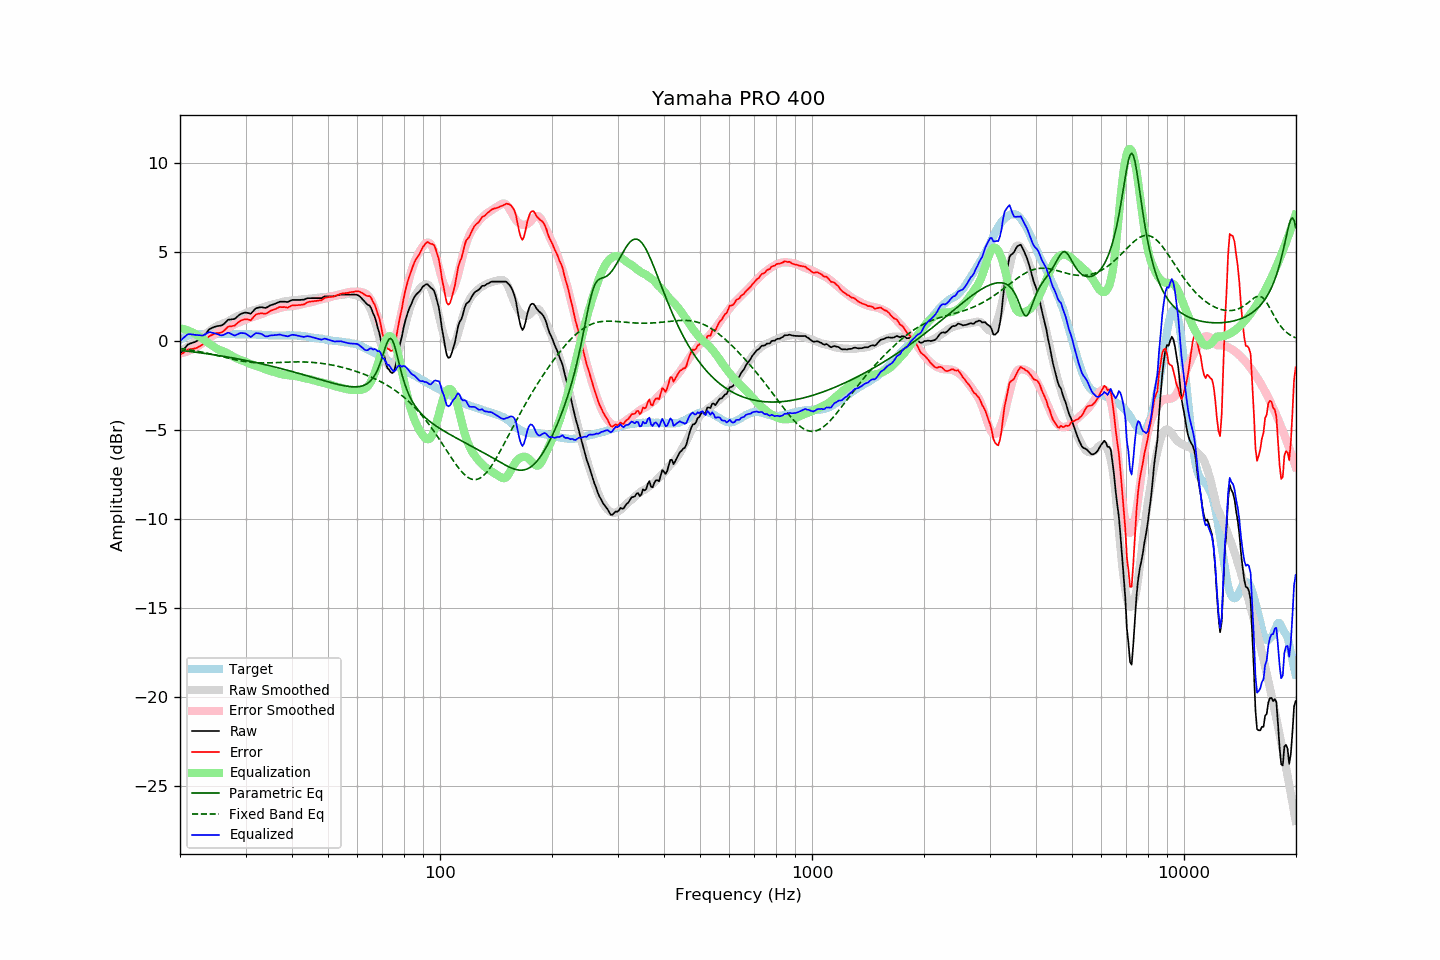 Yamaha PRO 400
10
5
0
−5
−10
−15
−20
−25
Amplitude (dBr)
Target
Raw Smoothed
Error Smoothed
Raw
Error
Equalization
Parametric Eq
Fixed Band Eq
Equalized
100
1000
10000
Frequency (Hz)